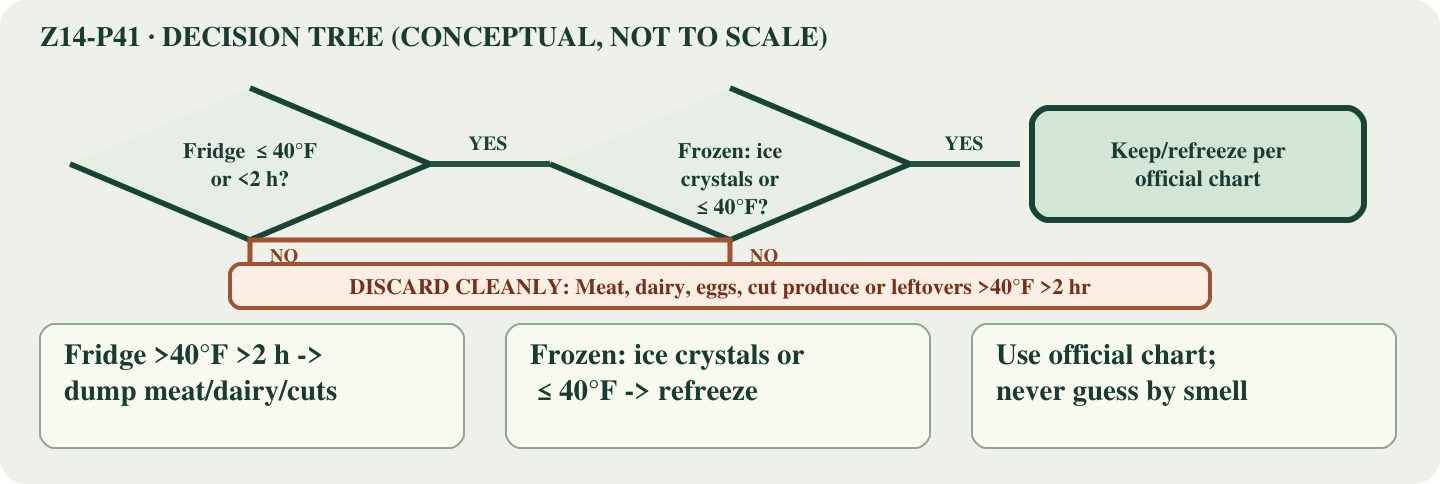 Z14-P41 · DECISION TREE (CONCEPTUAL, NOT TO SCALE)
Fridge ≤ 40°F
or <2 h?
YES
Frozen: ice
crystals or
≤ 40°F?
YES
Keep/refreeze per
official chart
NO
NO
DISCARD CLEANLY: Meat, dairy, eggs, cut produce or leftovers >40°F >2 hr
Fridge >40°F >2 h ->
dump meat/dairy/cuts
Frozen: ice crystals or
≤ 40°F -> refreeze
Use official chart;
never guess by smell